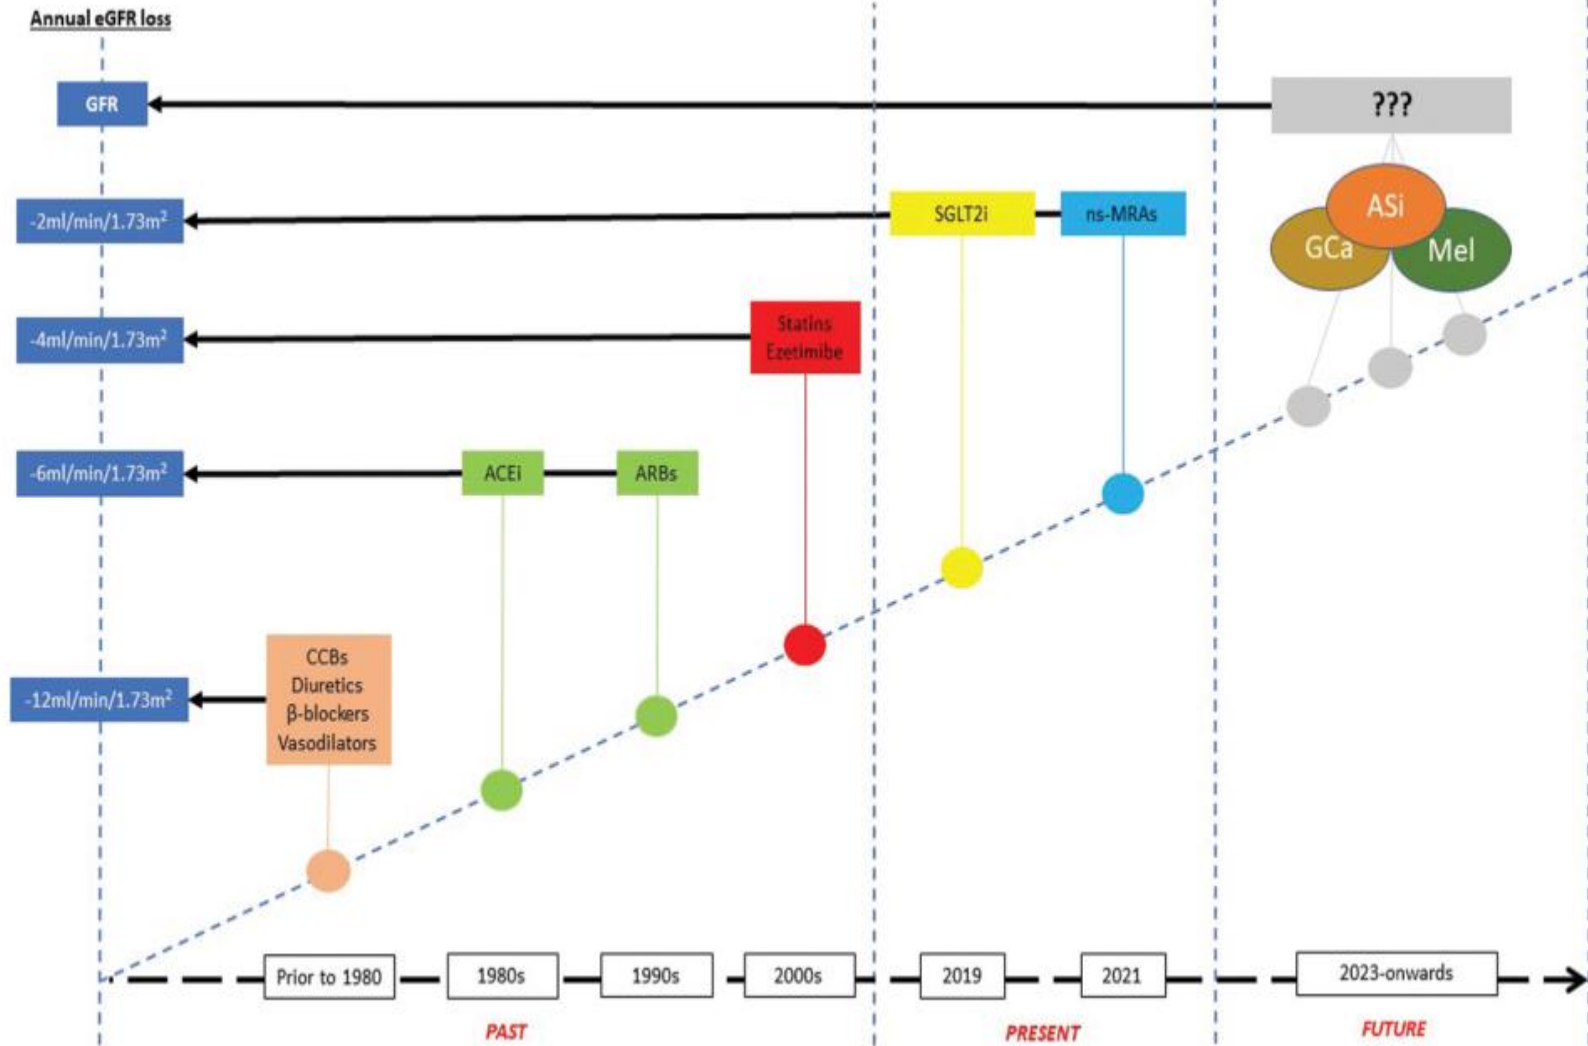 Annual eGFR loss
GFR
???
-2ml/min/1.73m²
SGLT2i
ns-MRAs
ASi
GCa
Mel
-4ml/min/1.73m²
Statins
Ezetimibe
-6ml/min/1.73m²
ACEi
ARBs
-12ml/min/1.73m²
CCBs
Diuretics
β-blockers
Vasodilators
Prior to 1980
1980s
1990s
2000s
2019
2021
2023-onwards
PAST
PRESENT
FUTURE